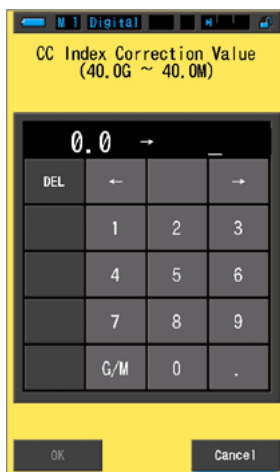 M 1 Digital
CC Index Correction Value
(40.0G ~ 40.0M)
0.0 → _
DEL ← →
1 2 3
4 5 6
7 8 9
G/M 0 .
OK Cancel